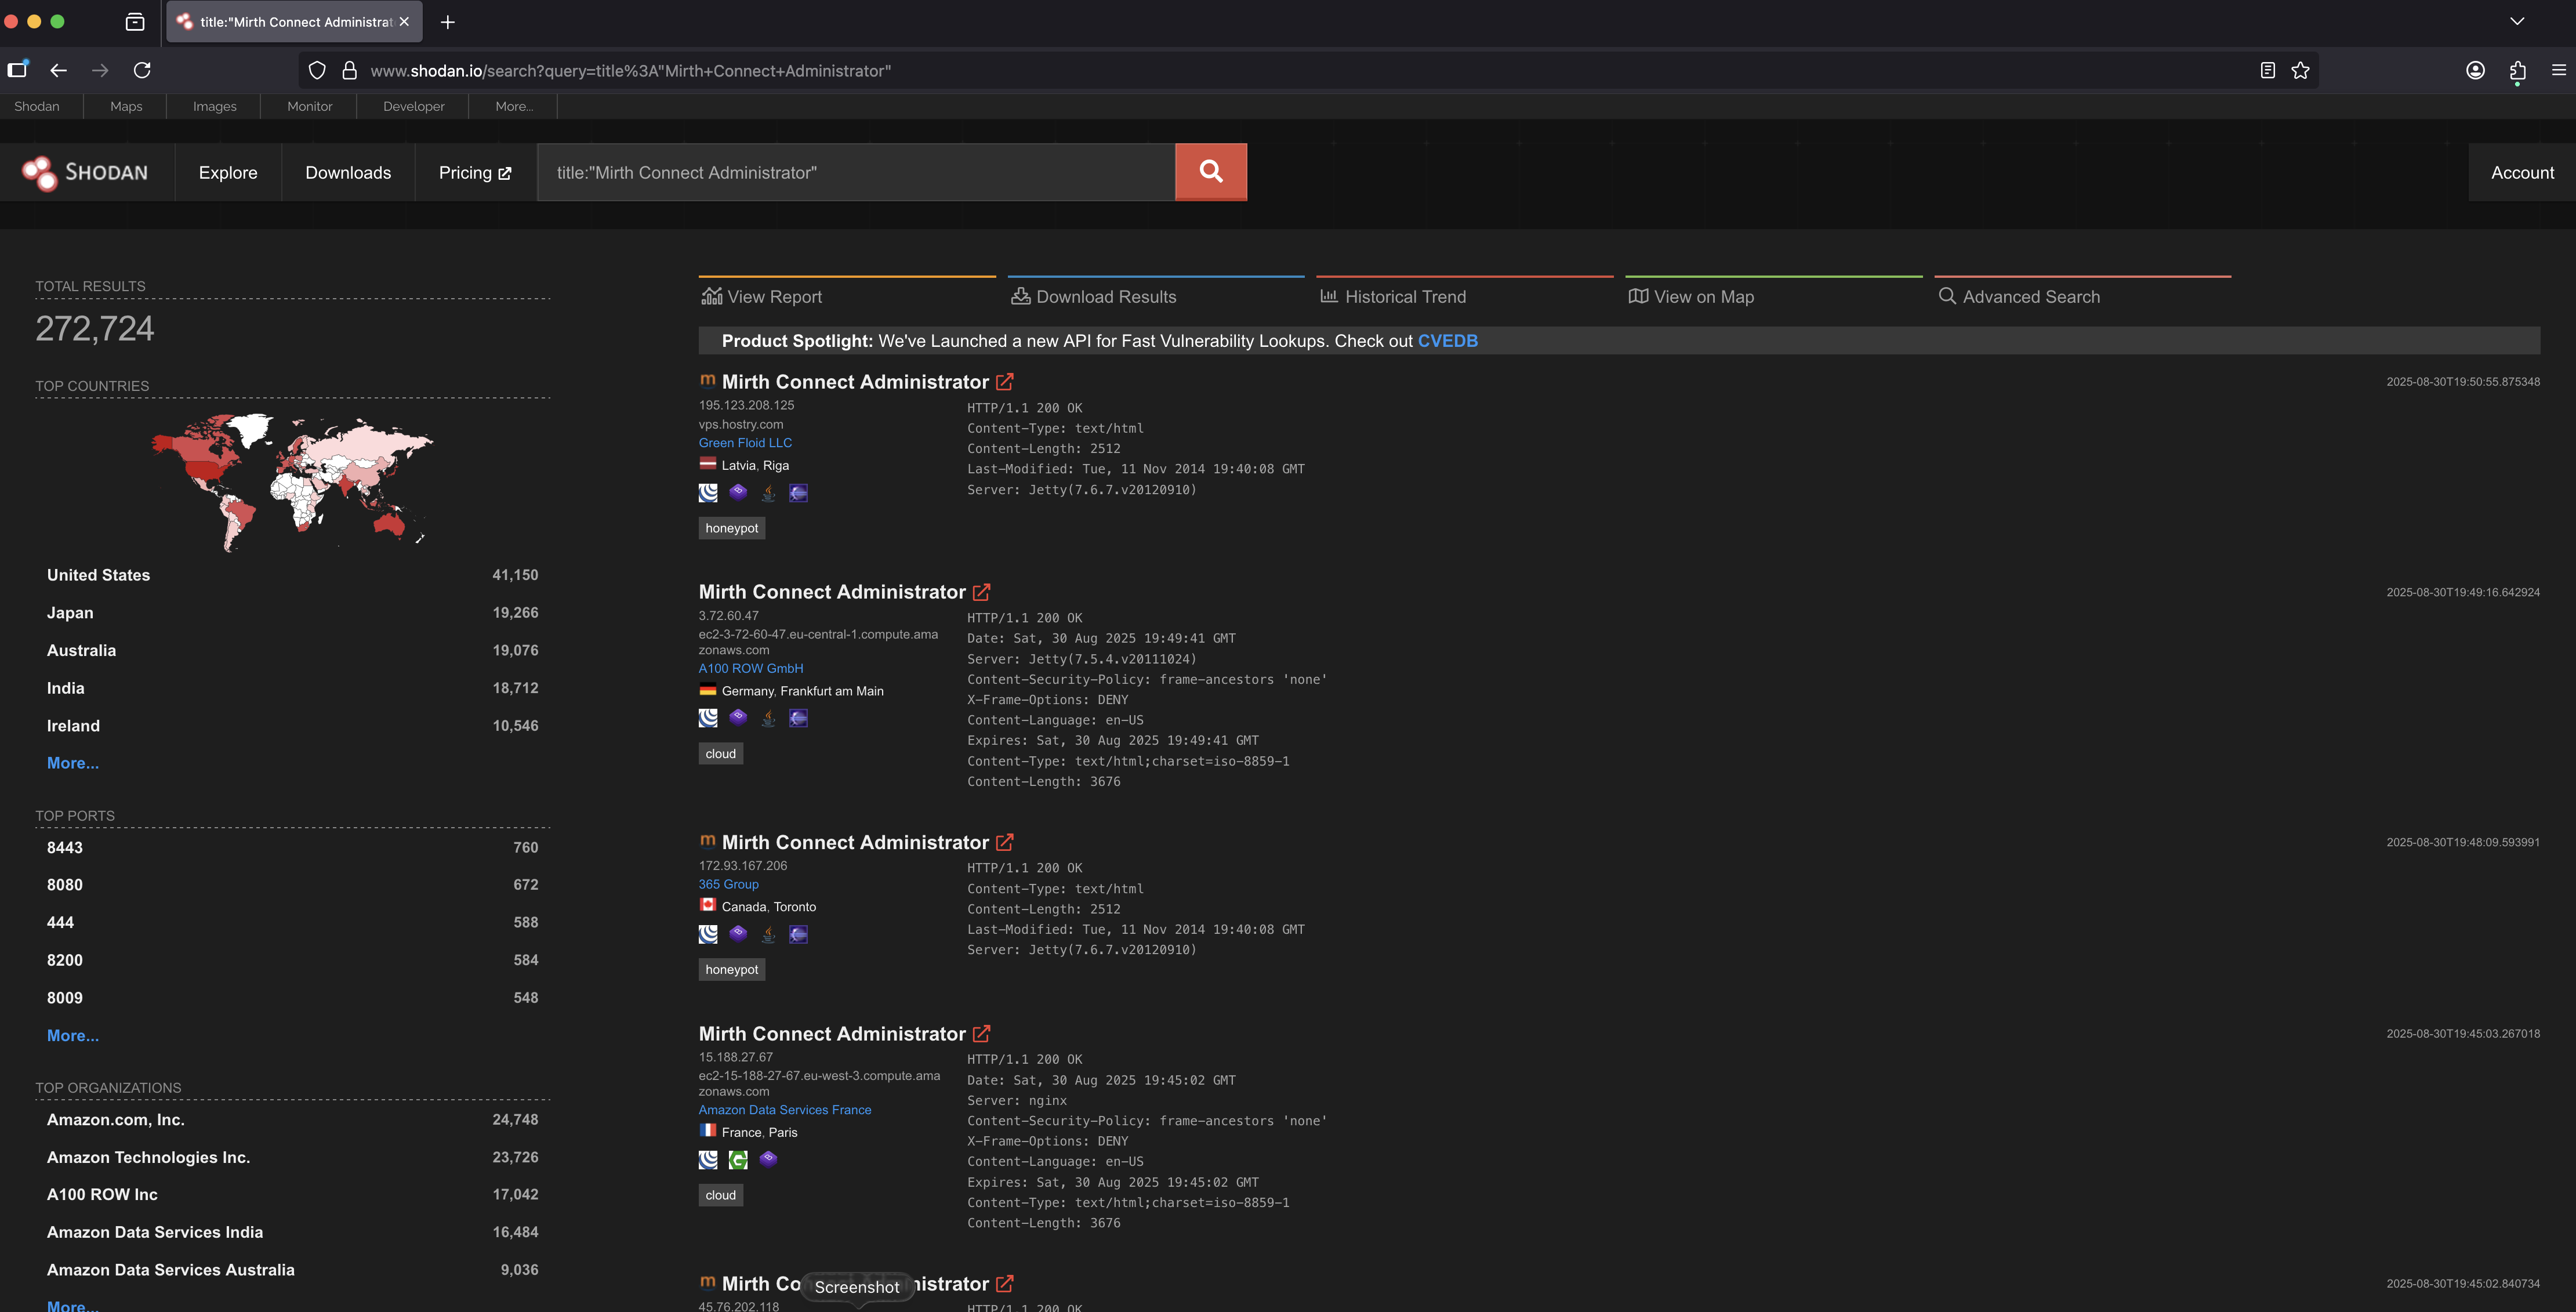 title:"Mirth Connect Administrat
www.shodan.io/search?query=title%3A"Mirth+Connect+Administrator"
Shodan
Maps
Images
Monitor
Developer
More...
SHODAN
Explore
Downloads
Pricing
title:"Mirth Connect Administrator"
Account
TOTAL RESULTS
272,724
TOP COUNTRIES
United States 41,150
Japan 19,266
Australia 19,076
India 18,712
Ireland 10,546
More...
TOP PORTS
8443 760
8080 672
444 588
8200 584
8009 548
More...
TOP ORGANIZATIONS
Amazon.com, Inc. 24,748
Amazon Technologies Inc. 23,726
A100 ROW Inc 17,042
Amazon Data Services India 16,484
Amazon Data Services Australia 9,036
More...
View Report
Download Results
Historical Trend
View on Map
Advanced Search
Product Spotlight: We've Launched a new API for Fast Vulnerability Lookups. Check out CVEDB
m Mirth Connect Administrator
2025-08-30T19:50:55.875348
195.123.208.125
vps.hostry.com
Green Floid LLC
Latvia, Riga
honeypot
HTTP/1.1 200 OK
Content-Type: text/html
Content-Length: 2512
Last-Modified: Tue, 11 Nov 2014 19:40:08 GMT
Server: Jetty(7.6.7.v20120910)
Mirth Connect Administrator
2025-08-30T19:49:16.642924
3.72.60.47
ec2-3-72-60-47.eu-central-1.compute.ama
zonaws.com
A100 ROW GmbH
Germany, Frankfurt am Main
cloud
HTTP/1.1 200 OK
Date: Sat, 30 Aug 2025 19:49:41 GMT
Server: Jetty(7.5.4.v20111024)
Content-Security-Policy: frame-ancestors 'none'
X-Frame-Options: DENY
Content-Language: en-US
Expires: Sat, 30 Aug 2025 19:49:41 GMT
Content-Type: text/html;charset=iso-8859-1
Content-Length: 3676
m Mirth Connect Administrator
2025-08-30T19:48:09.593991
172.93.167.206
365 Group
Canada, Toronto
honeypot
HTTP/1.1 200 OK
Content-Type: text/html
Content-Length: 2512
Last-Modified: Tue, 11 Nov 2014 19:40:08 GMT
Server: Jetty(7.6.7.v20120910)
Mirth Connect Administrator
2025-08-30T19:45:03.267018
15.188.27.67
ec2-15-188-27-67.eu-west-3.compute.ama
zonaws.com
Amazon Data Services France
France, Paris
cloud
HTTP/1.1 200 OK
Date: Sat, 30 Aug 2025 19:45:02 GMT
Server: nginx
Content-Security-Policy: frame-ancestors 'none'
X-Frame-Options: DENY
Content-Language: en-US
Expires: Sat, 30 Aug 2025 19:45:02 GMT
Content-Type: text/html;charset=iso-8859-1
Content-Length: 3676
m Mirth Co
nistrator
Screenshot
2025-08-30T19:45:02.840734
45.76.202.118
HTTP/1.1 200 OK